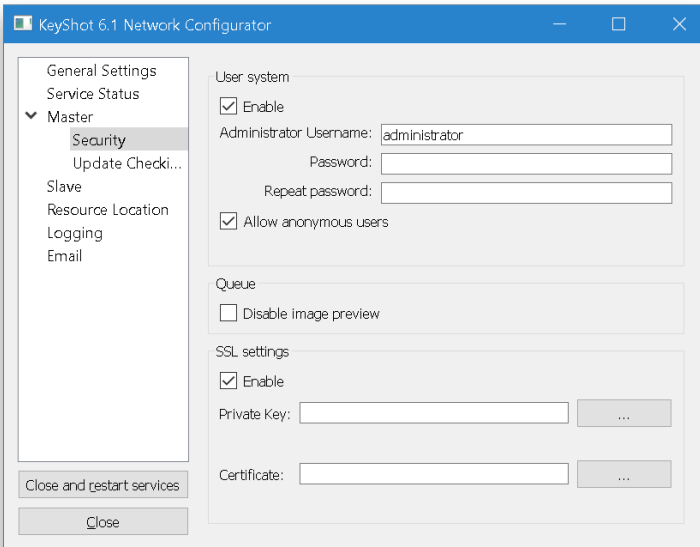 KeyShot 6.1 Network Configurator
General Settings
Service Status
Master
Security
Update Checki...
Slave
Resource Location
Logging
Email
Close and restart services
Close
User system
Enable
Administrator Username: administrator
Password:
Repeat password:
Allow anonymous users
Queue
Disable image preview
SSL settings
Enable
Private Key: ...
Certificate: ...